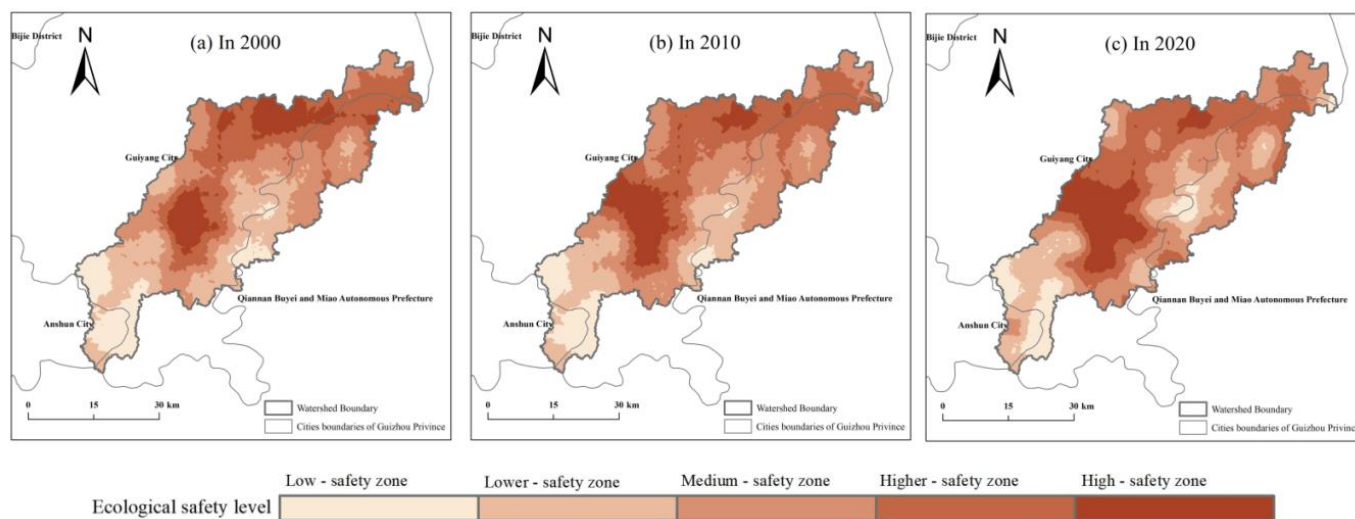 Bijie District
N
(a) In 2000
Guiyang City
Qiannan Buyei and Miao Autonomous Prefecture
Anshun City
0 15 30 km
Watershed Boundary
Cities boundaries of Guizhou Privince
Bijie District
N
(b) In 2010
Guiyang City
Qiannan Buyei and Miao Autonomous Prefecture
Anshun City
0 15 30 km
Watershed Boundary
Cities boundaries of Guizhou Privince
Bijie District
N
(c) In 2020
Guiyang City
Qiannan Buyei and Miao Autonomous Prefecture
Anshun City
0 15 30 km
Watershed Boundary
Cities boundaries of Guizhou Privince
Low - safety zone Lower - safety zone Medium - safety zone Higher - safety zone High - safety zone
Ecological safety level